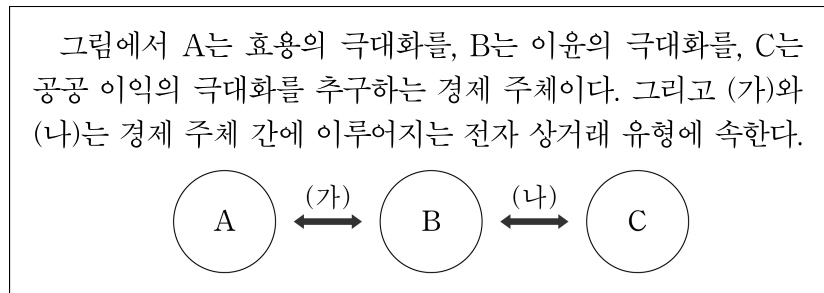 그림에서 A는 효용의 극대화를, B는 이윤의 극대화를, C는
공공 이익의 극대화를 추구하는 경제 주체이다. 그리고 (가)와
(나)는 경제 주체 간에 이루어지는 전자 상거래 유형에 속한다.
(가) (나)
A B C